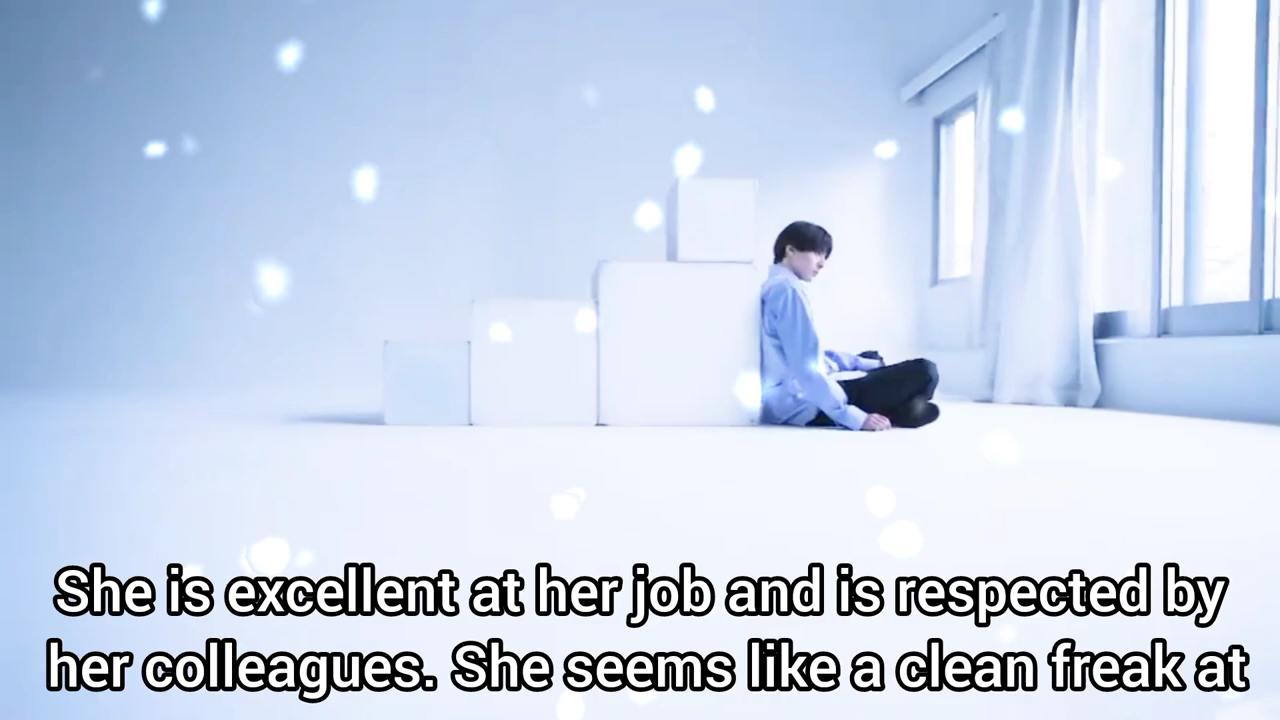 She is excellent at her job and is respected by
her colleagues. She seems like a clean freak at